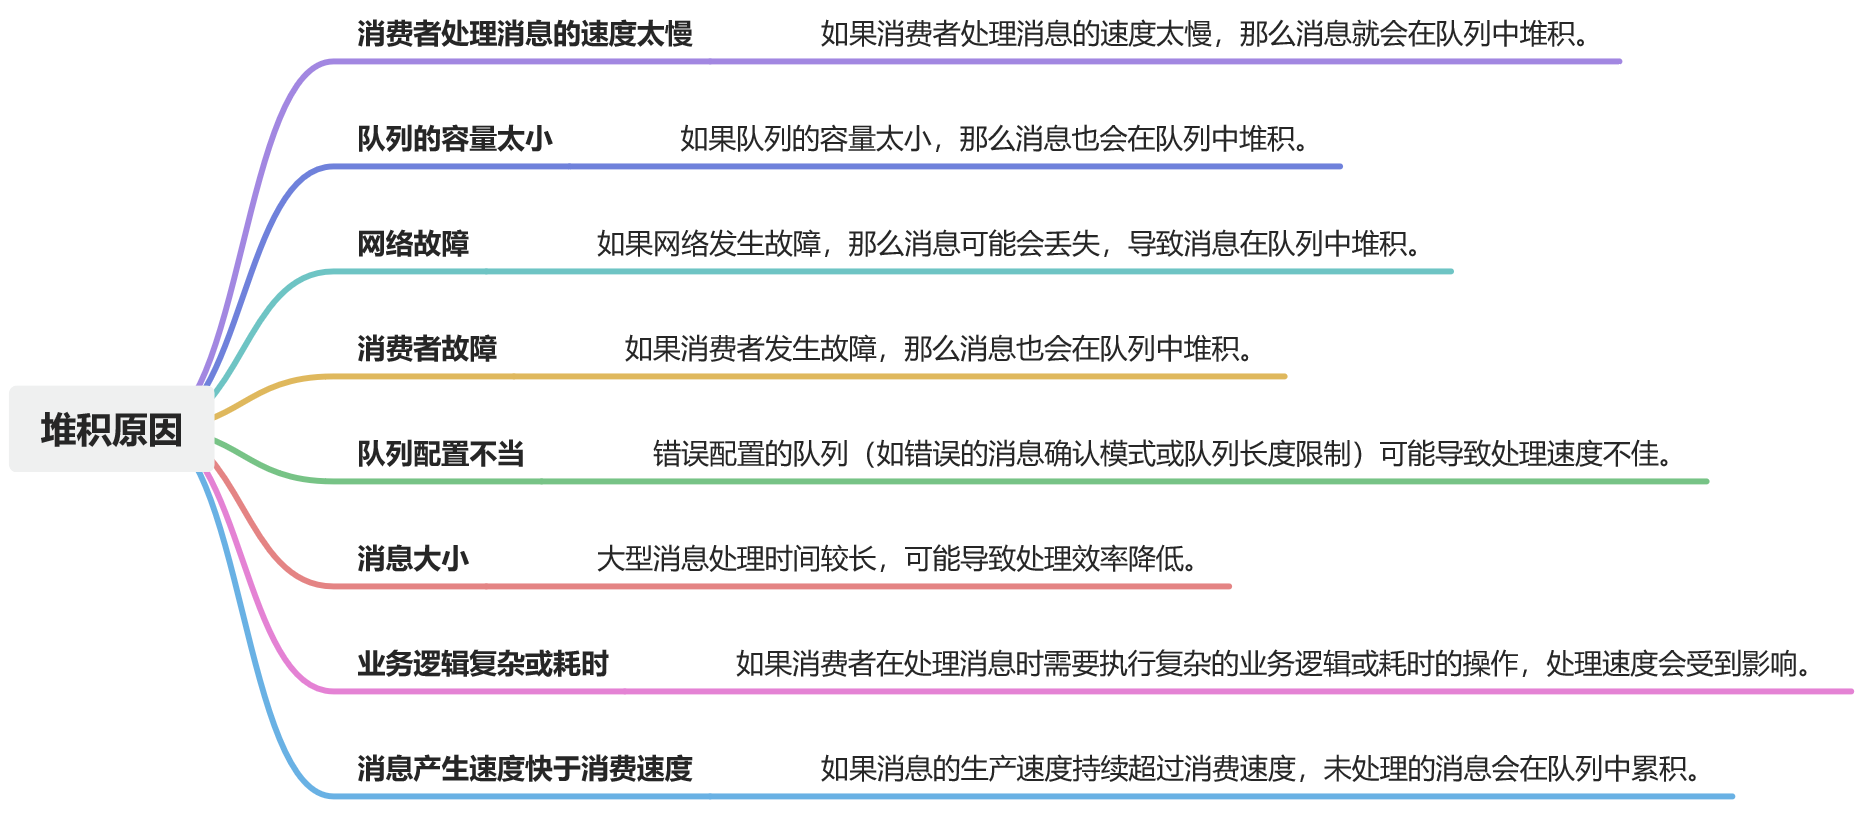 消费者处理消息的速度太慢 如果消费者处理消息的速度太慢，那么消息就会在队列中堆积。
队列的容量太小 如果队列的容量太小，那么消息也会在队列中堆积。
网络故障 如果网络发生故障，那么消息可能会丢失，导致消息在队列中堆积。
消费者故障 如果消费者发生故障，那么消息也会在队列中堆积。
堆积原因
队列配置不当 错误配置的队列（如错误的消息确认模式或队列长度限制）可能导致处理速度不佳。
消息大小 大型消息处理时间较长，可能导致处理效率降低。
业务逻辑复杂或耗时 如果消费者在处理消息时需要执行复杂的业务逻辑或耗时的操作，处理速度会受到影响。
消息产生速度快于消费速度 如果消息的生产速度持续超过消费速度，未处理的消息会在队列中累积。